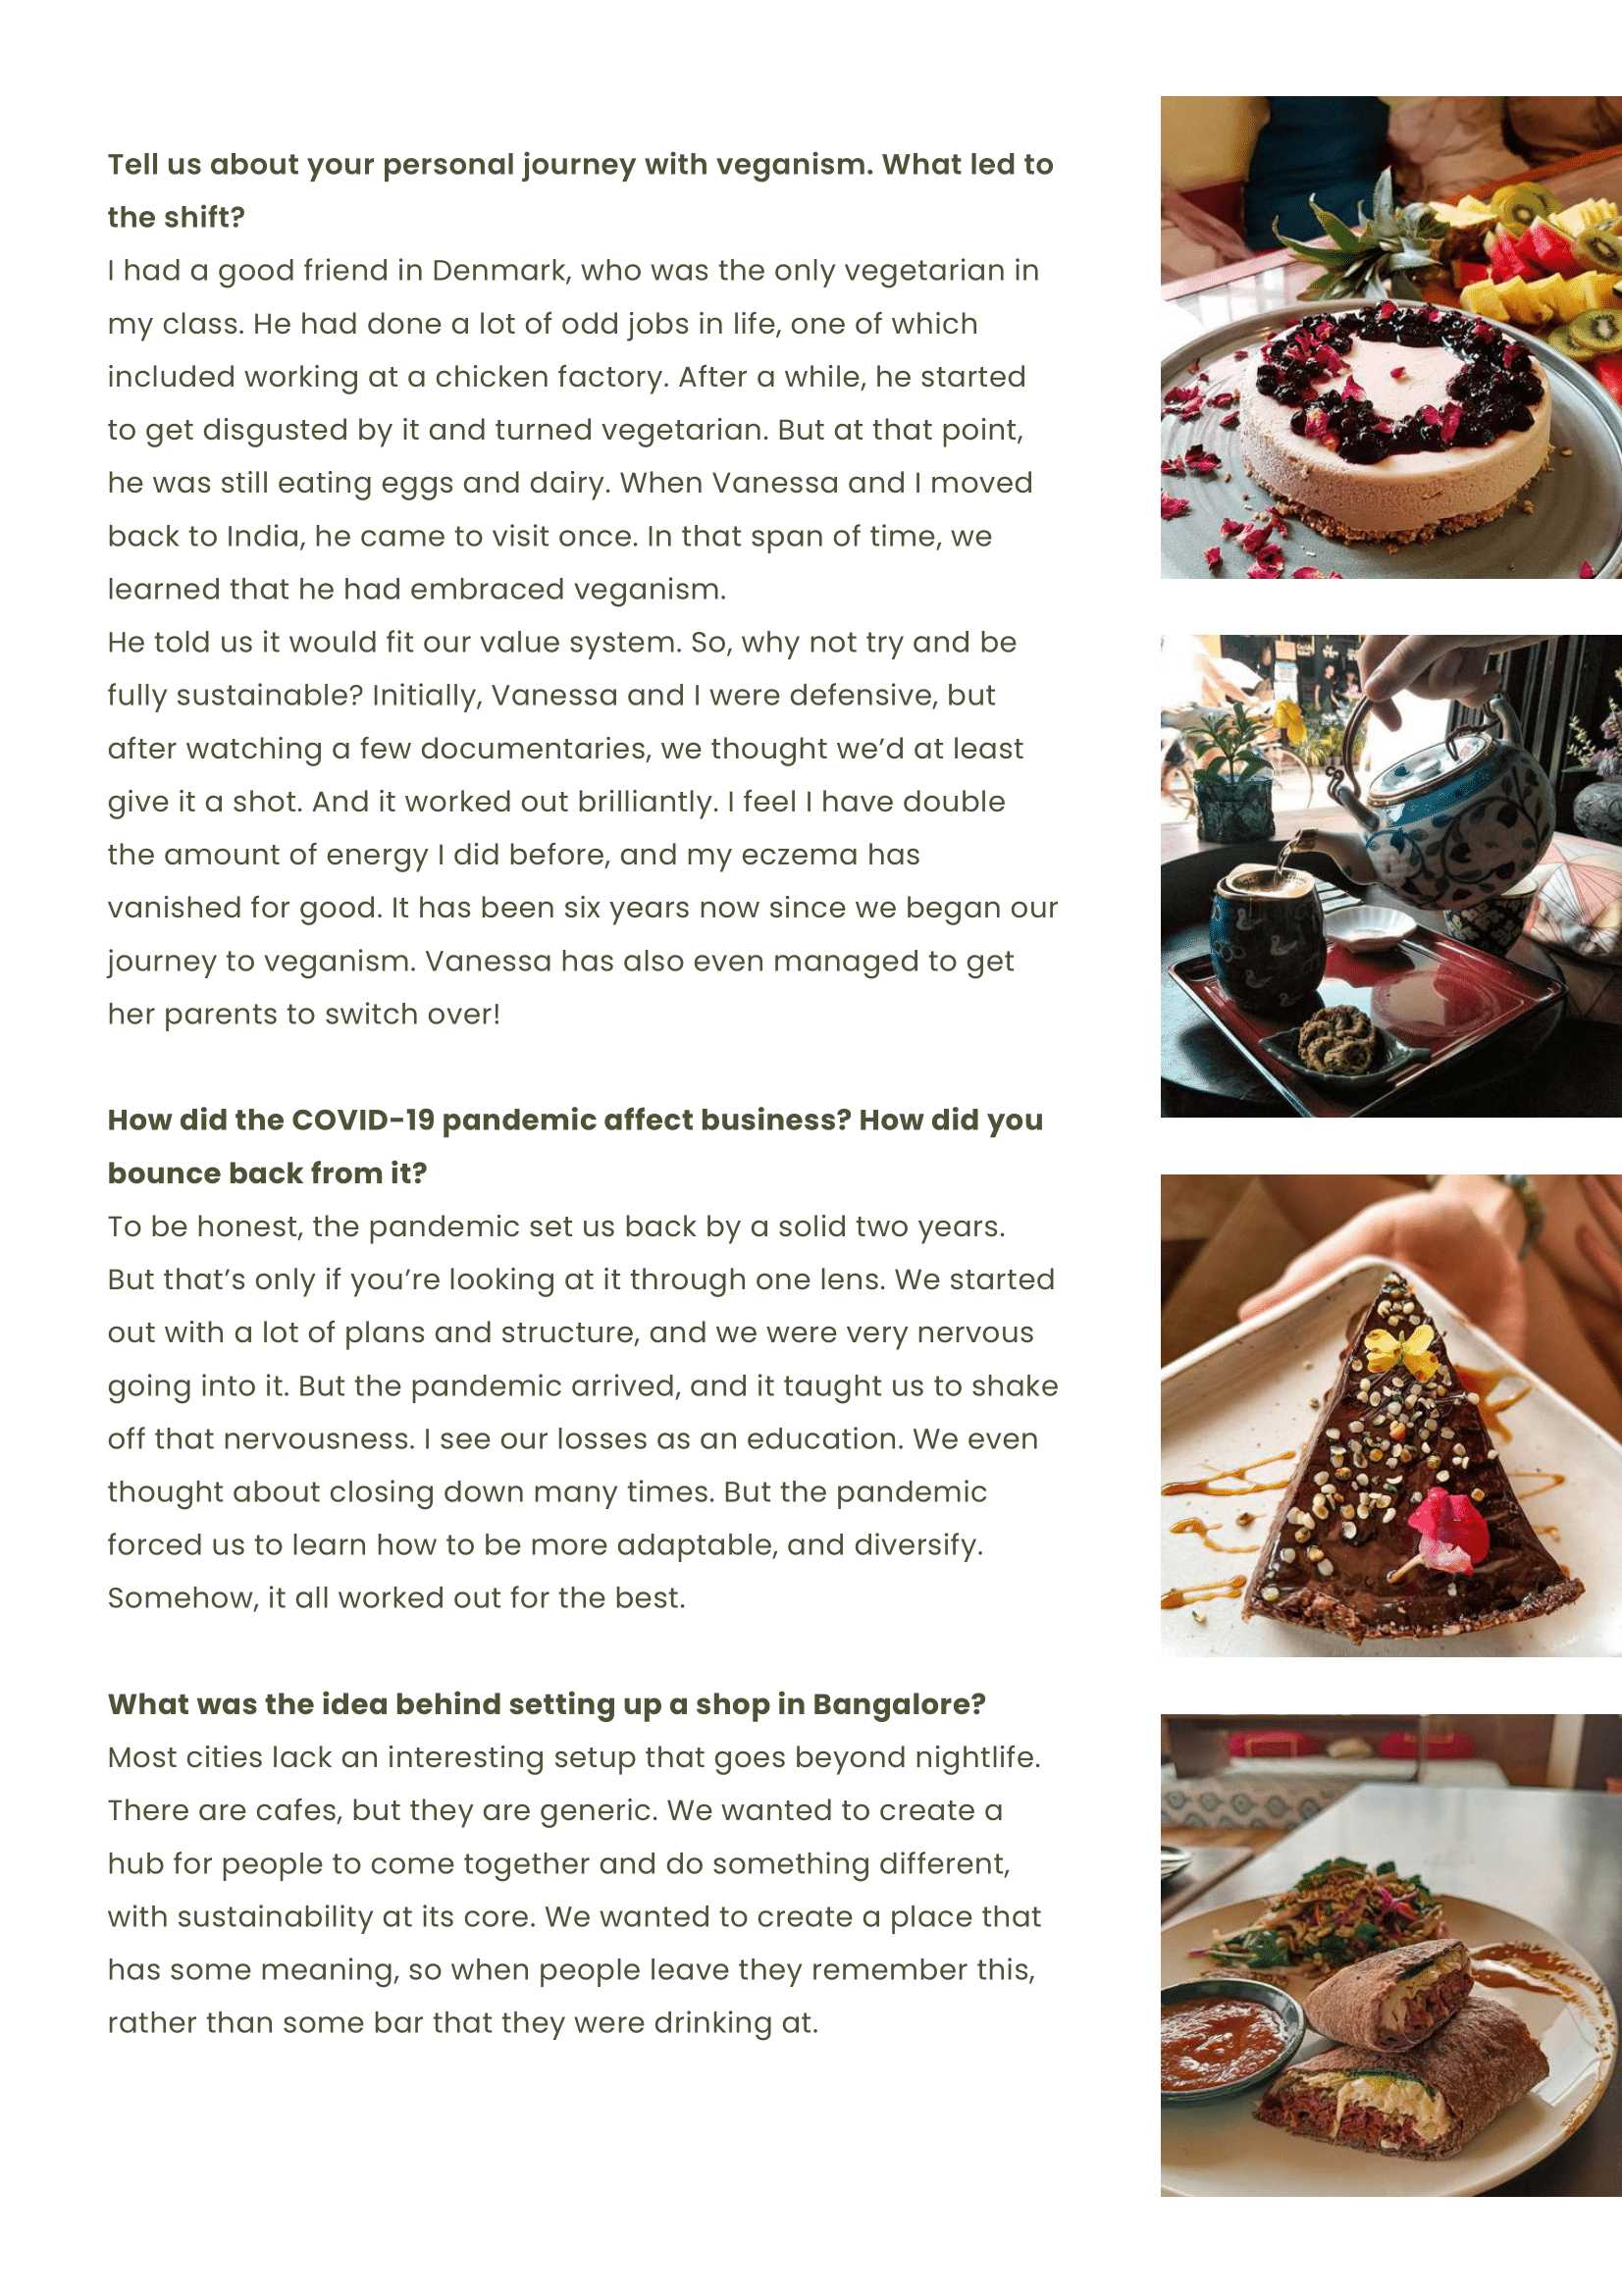 Tell us about your personal journey with veganism. What led to
the shift?
I had a good friend in Denmark, who was the only vegetarian in
my class. He had done a lot of odd jobs in life, one of which
included working at a chicken factory. After a while, he started
to get disgusted by it and turned vegetarian. But at that point,
he was still eating eggs and dairy. When Vanessa and I moved
back to India, he came to visit once. In that span of time, we
learned that he had embraced veganism.
He told us it would fit our value system. So, why not try and be
fully sustainable? Initially, Vanessa and I were defensive, but
after watching a few documentaries, we thought we’d at least
give it a shot. And it worked out brilliantly. I feel I have double
the amount of energy I did before, and my eczema has
vanished for good. It has been six years now since we began our
journey to veganism. Vanessa has also even managed to get
her parents to switch over!
How did the COVID-19 pandemic affect business? How did you
bounce back from it?
To be honest, the pandemic set us back by a solid two years.
But that’s only if you’re looking at it through one lens. We started
out with a lot of plans and structure, and we were very nervous
going into it. But the pandemic arrived, and it taught us to shake
off that nervousness. I see our losses as an education. We even
thought about closing down many times. But the pandemic
forced us to learn how to be more adaptable, and diversify.
Somehow, it all worked out for the best.
What was the idea behind setting up a shop in Bangalore?
Most cities lack an interesting setup that goes beyond nightlife.
There are cafes, but they are generic. We wanted to create a
hub for people to come together and do something different,
with sustainability at its core. We wanted to create a place that
has some meaning, so when people leave they remember this,
rather than some bar that they were drinking at.